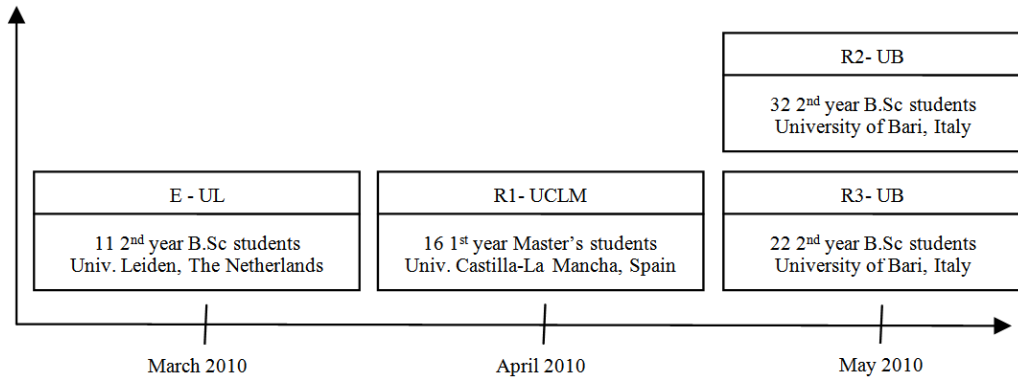 R2- UB
32 2nd year B.Sc students
University of Bari, Italy
E - UL
11 2nd year B.Sc students
Univ. Leiden, The Netherlands
R1- UCLM
16 1st year Master's students
Univ. Castilla-La Mancha, Spain
R3- UB
22 2nd year B.Sc students
University of Bari, Italy
March 2010
April 2010
May 2010